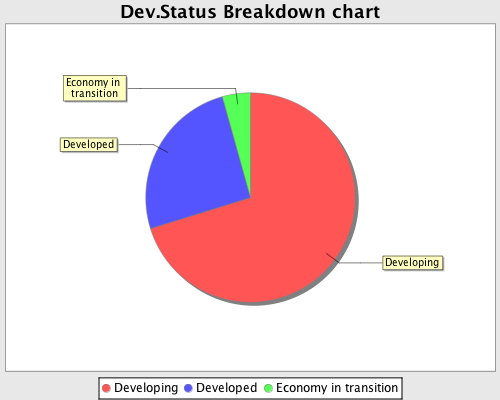 Dev.Status Breakdown chart
Economy in
transition
Developed
Developing
Developing Developed Economy in transition